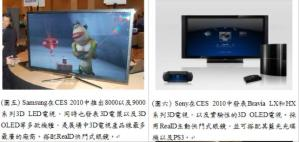 (圖五) Samsung在CES 2010中推出8000以及9000
系列3D LED電視，同時也發表3D電漿以及3D
OLED等多款機種，是展場中3D電視產品線最多
最廣的廠商，搭配RealD快門式眼鏡。
(圖六) Sony在CES 2010中發表Bravia LX和HX
系列3D電視，以及實驗性的3D OLED電視，採
用RealD主動快門式眼鏡，並可搭配其藍光光碟
機以及PS3。